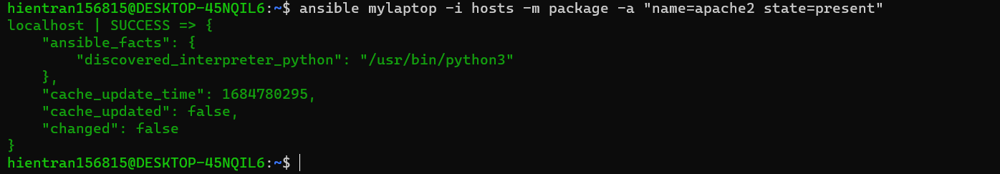 hientran156815@DESKTOP-45NQIL6:~$ ansible mylaptop -i hosts -m package -a "name=apache2 state=present"
localhost | SUCCESS => {
    "ansible_facts": {
        "discovered_interpreter_python": "/usr/bin/python3"
    },
    "cache_update_time": 1684780295,
    "cache_updated": false,
    "changed": false
}
hientran156815@DESKTOP-45NQIL6:~$